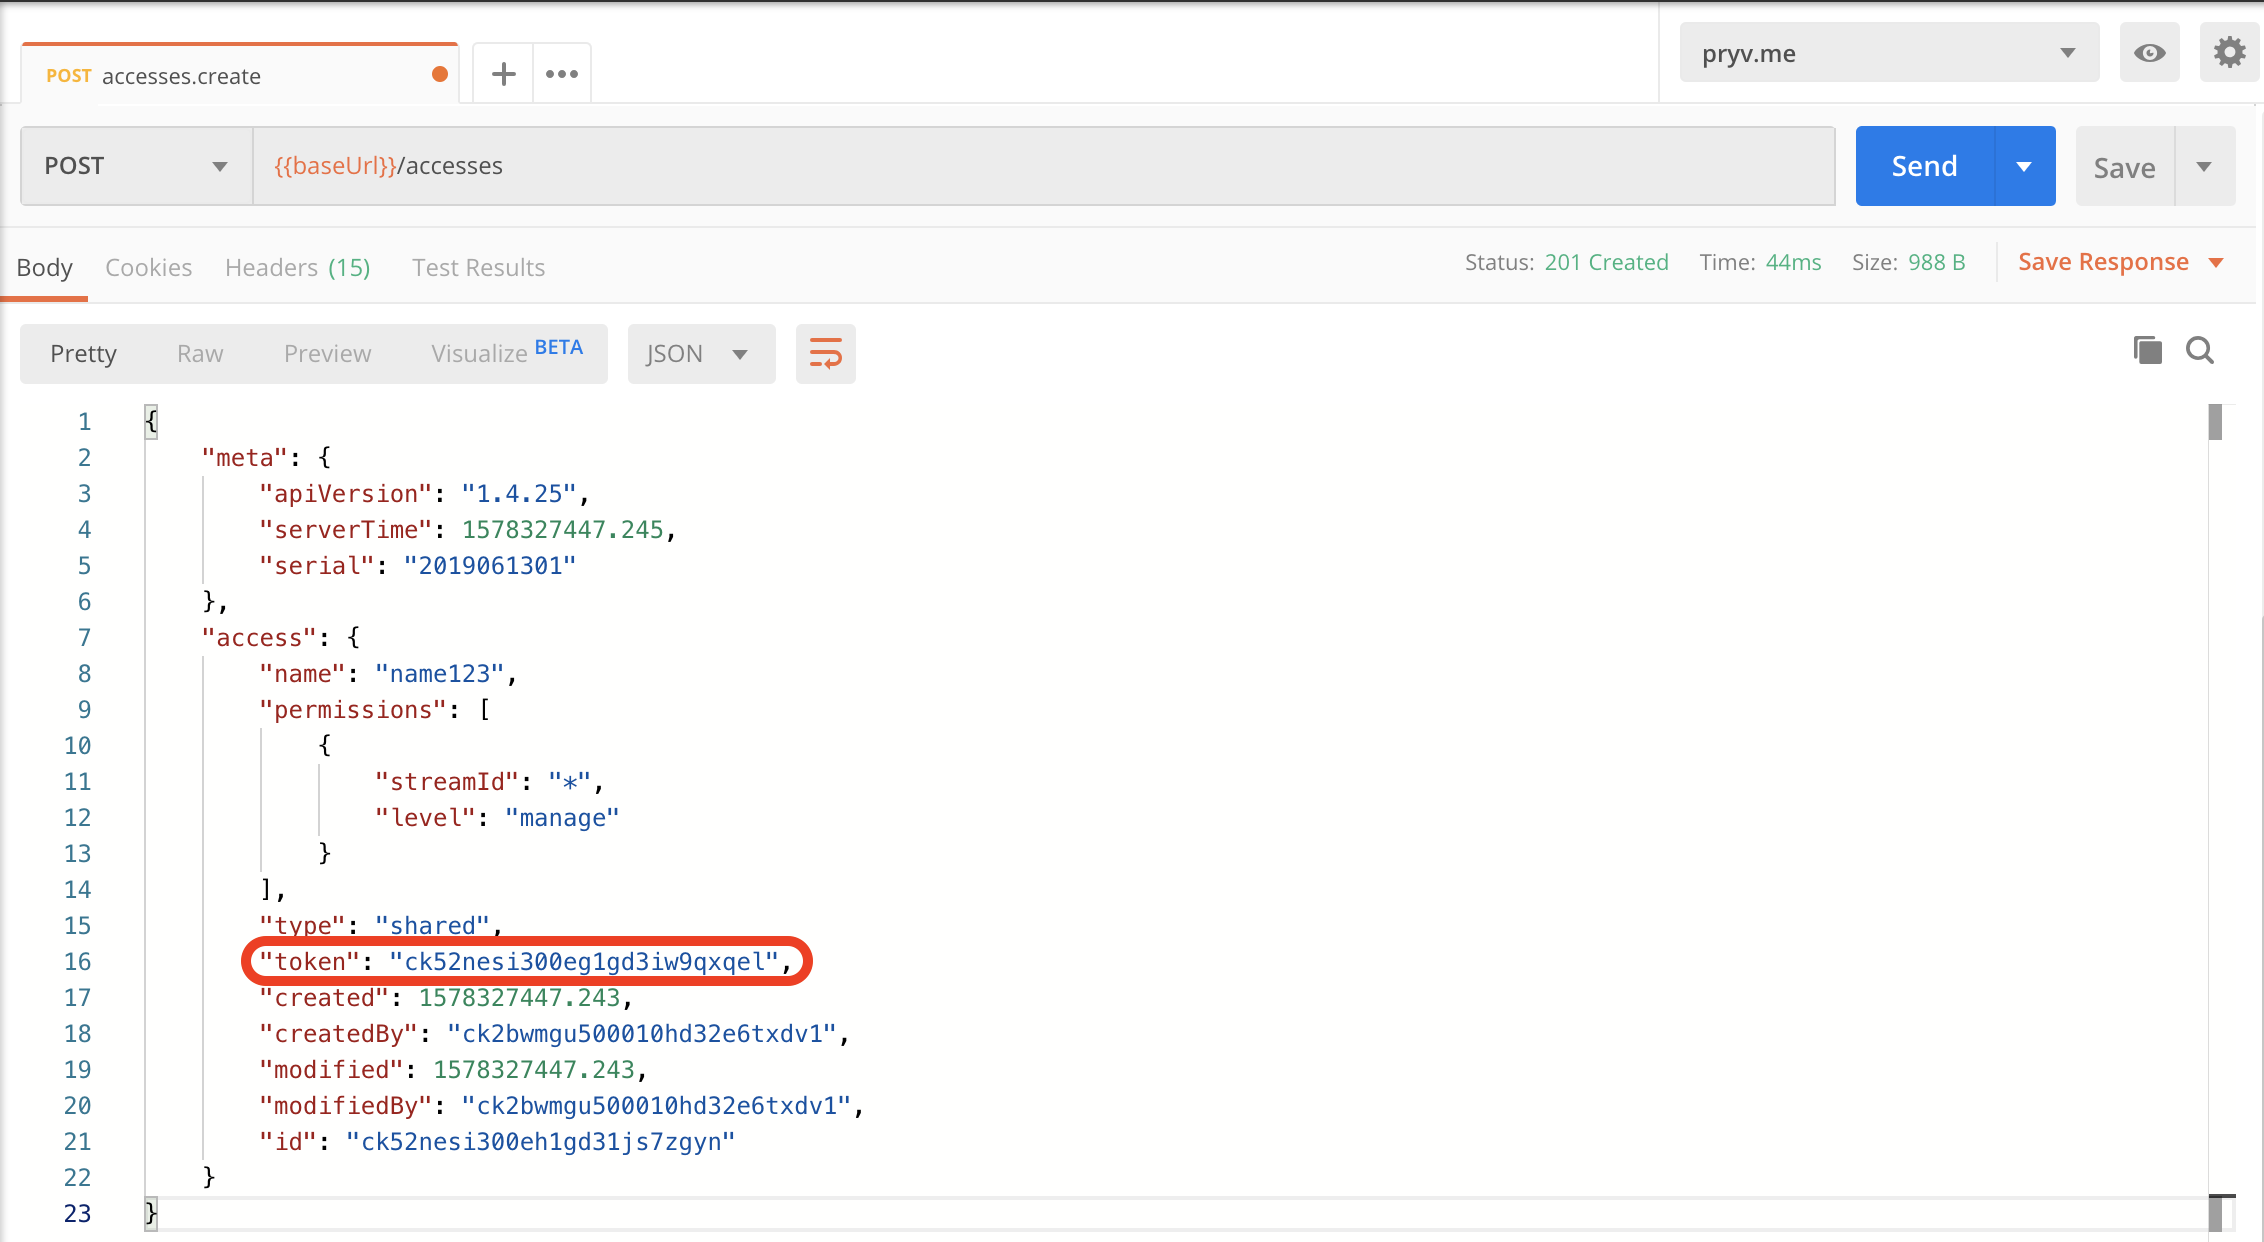 POST accesses.create
pryv.me
POST {{baseUrl}}/accesses Send Save
Body Cookies Headers (15) Test Results Status: 201 Created Time: 44ms Size: 988 B Save Response
Pretty Raw Preview Visualize BETA JSON
1 {
2 "meta": {
3 "apiVersion": "1.4.25",
4 "serverTime": 1578327447.245,
5 "serial": "2019061301"
6 },
7 "access": {
8 "name": "name123",
9 "permissions": [
10 {
11 "streamId": "*",
12 "level": "manage"
13 }
14 ],
15 "type": "shared",
16 "token": "ck52nesi300eg1gd3iw9qxqel",
17 "created": 1578327447.243,
18 "createdBy": "ck2bwmgu500010hd32e6txdv1",
19 "modified": 1578327447.243,
20 "modifiedBy": "ck2bwmgu500010hd32e6txdv1",
21 "id": "ck52nesi300eh1gd31js7zgyn"
22 }
23 }